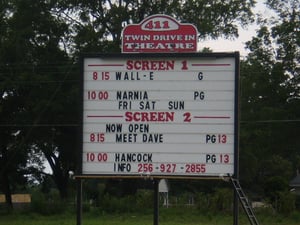 411
TWIN DRIVE IN
THEATRE
SCREEN 1
8 15 WALL-E G
10 00 NARNIA PG
FRI SAT SUN
SCREEN 2
NOW OPEN
8 15 MEET DAVE PG 13
10 00 HANCOCK PG 13
INFO 256-927-2855